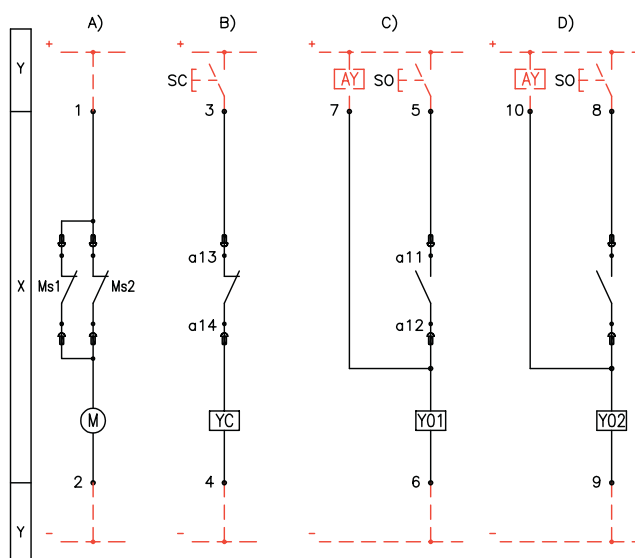 A) B) C) D)
+ + + +
Y SC AY SO AY SO
1 3 7 5 10 8
a13 a11
X Ms1 Ms2
a14 a12
M YC YO1 YO2
2 4 6 9
Y
− − − −